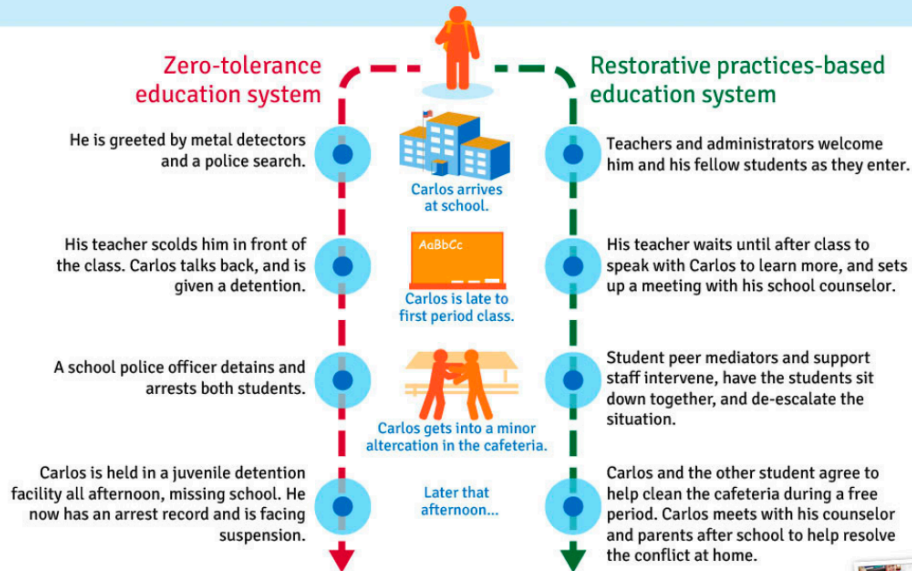 Zero-tolerance
education system
Restorative practices-based
education system
He is greeted by metal detectors
and a police search.
Carlos arrives
at school.
Teachers and administrators welcome
him and his fellow students as they enter.
His teacher scolds him in front of
the class. Carlos talks back, and is
given a detention.
AaBbCc
Carlos is late to
first period class.
His teacher waits until after class to
speak with Carlos to learn more, and sets
up a meeting with his school counselor.
A school police officer detains and
arrests both students.
Carlos gets into a minor
altercation in the cafeteria.
Student peer mediators and support
staff intervene, have the students sit
down together, and de-escalate the
situation.
Carlos is held in a juvenile detention
facility all afternoon, missing school. He
now has an arrest record and is facing
suspension.
Later that
afternoon...
Carlos and the other student agree to
help clean the cafeteria during a free
period. Carlos meets with his counselor
and parents after school to help resolve
the conflict at home.